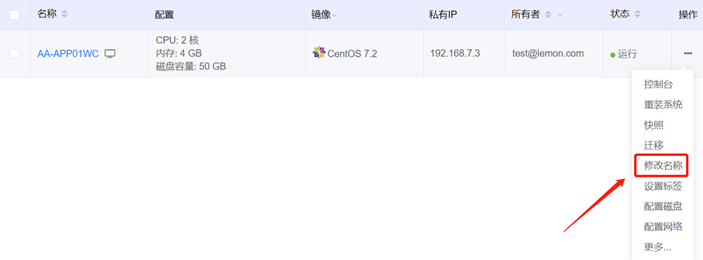 名称 配置 镜像 私有IP 所有者 状态 操作
AA-APP01WC
CPU: 2 核
内存: 4 GB
磁盘容量: 50 GB
CentOS 7.2
192.168.7.3
test@lemon.com
运行
控制台
重装系统
快照
迁移
修改名称
设置标签
配置磁盘
配置网络
更多...